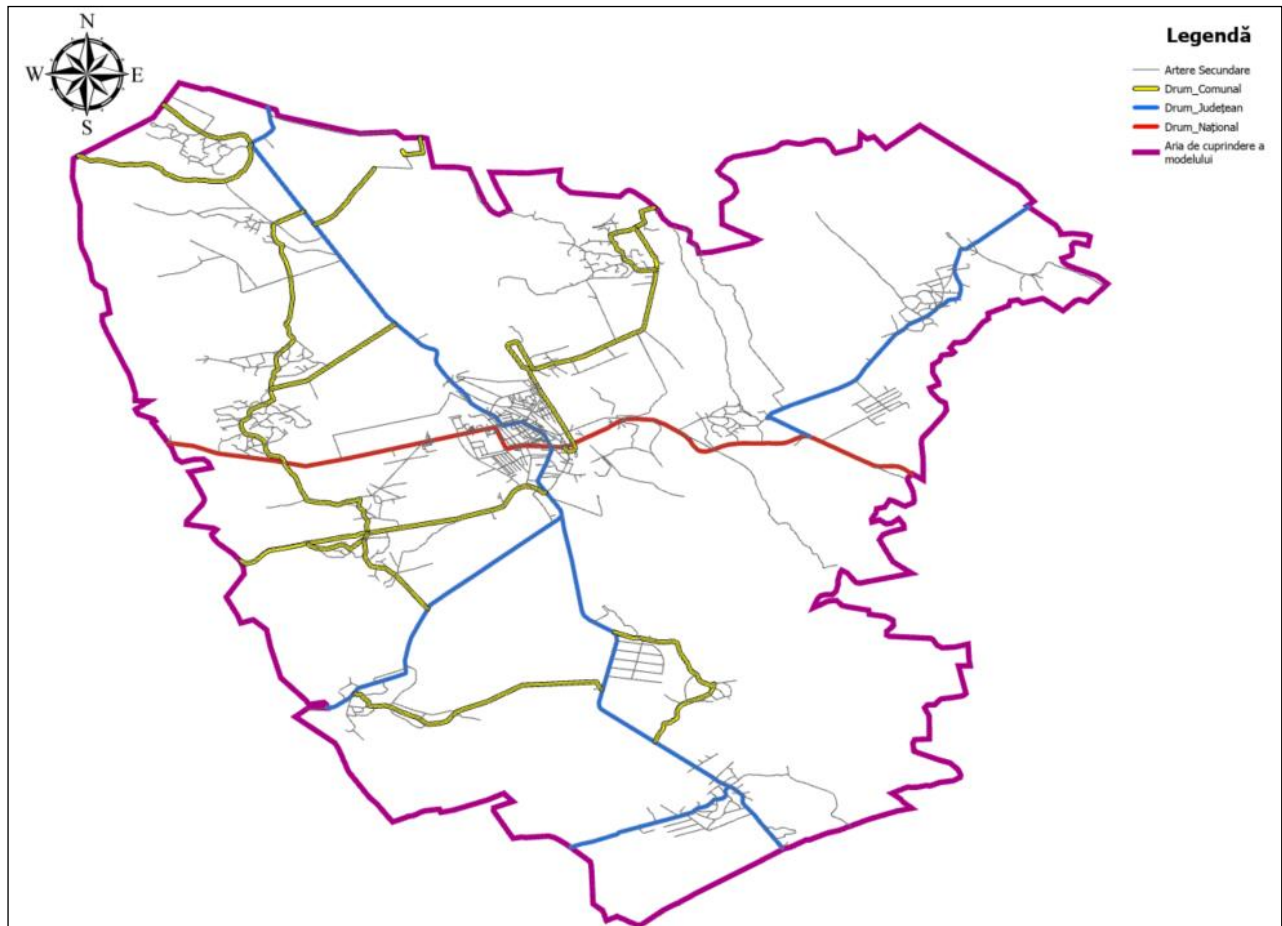 N
W E
S
Legendă
Artere Secundare
Drum_Comunal
Drum_Județean
Drum_Național
Aria de cuprindere a
modelului